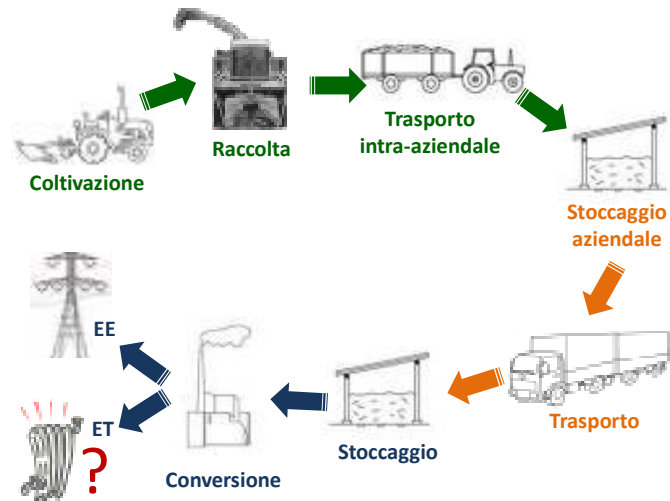 Coltivazione
Raccolta
Trasporto
intra-aziendale
Stoccaggio
aziendale
Trasporto
Stoccaggio
Conversione
EE
ET
?